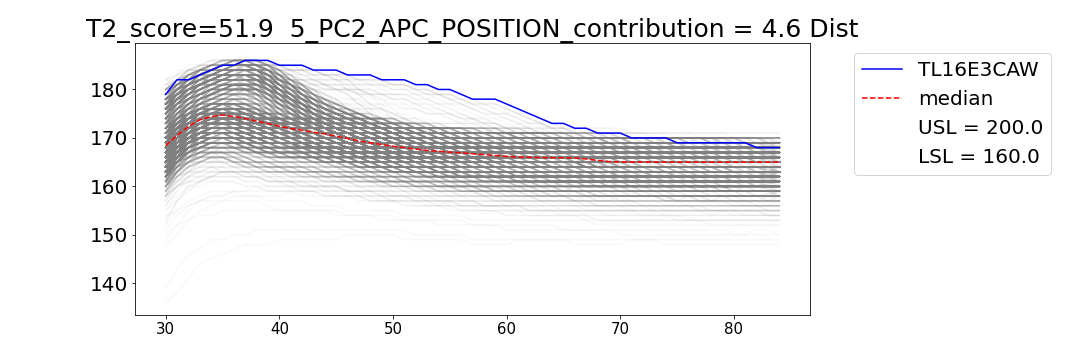 T2_score=51.9  5_PC2_APC_POSITION_contribution = 4.6 Dist
TL16E3CAW
median
USL = 200.0
LSL = 160.0
180
170
160
150
140
30 40 50 60 70 80